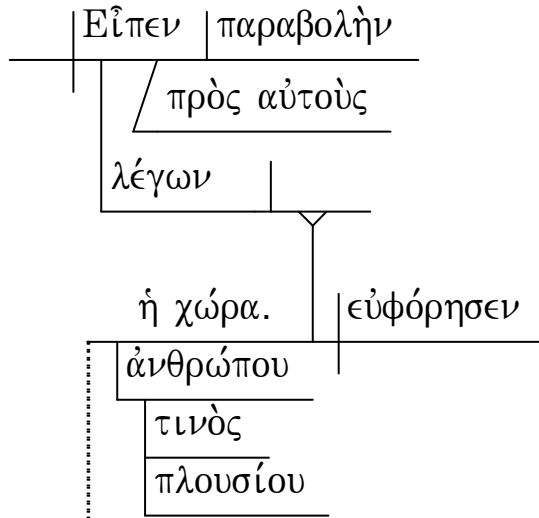 Εἶπεν παραβολὴν
πρὸς αὐτοὺς
λέγων
ἡ χώρα. εὐφόρησεν
ἀνθρώπου
τινὸς
πλουσίου